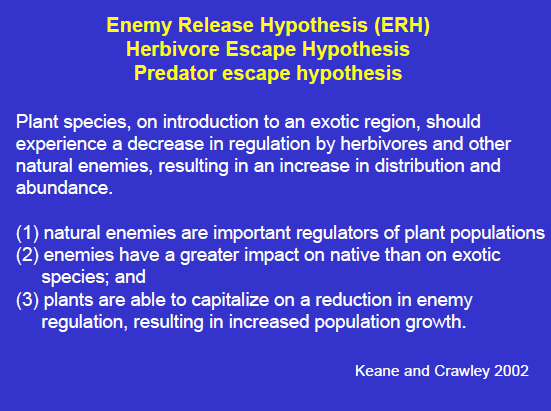 Enemy Release Hypothesis (ERH)
Herbivore Escape Hypothesis
Predator escape hypothesis
Plant species, on introduction to an exotic region, should
experience a decrease in regulation by herbivores and other
natural enemies, resulting in an increase in distribution and
abundance.
(1) natural enemies are important regulators of plant populations
(2) enemies have a greater impact on native than on exotic
species; and
(3) plants are able to capitalize on a reduction in enemy
regulation, resulting in increased population growth.
Keane and Crawley 2002